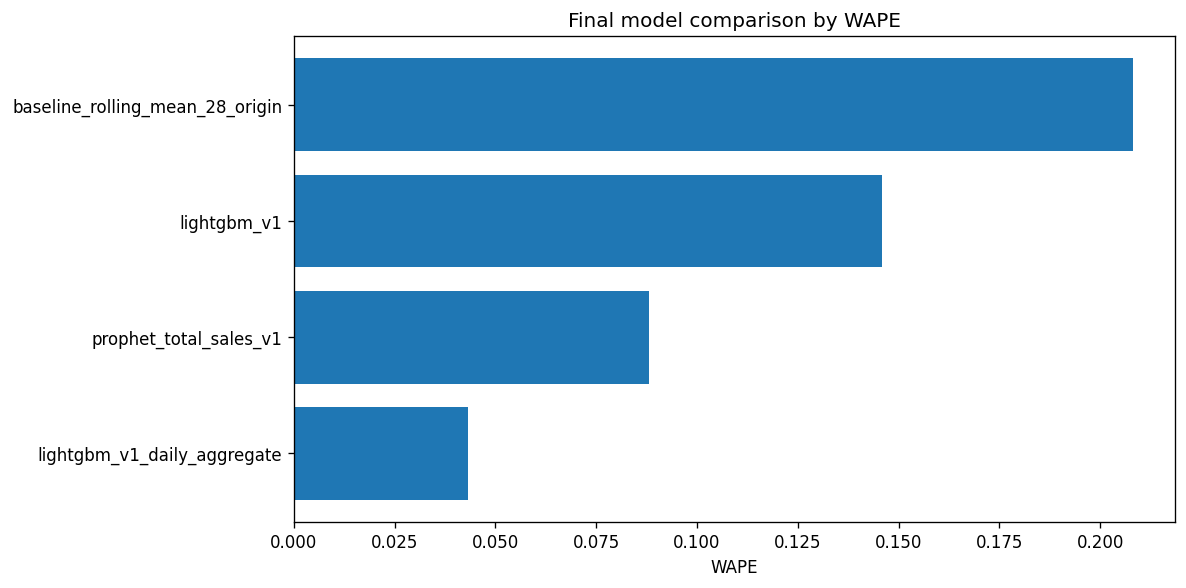 Final model comparison by WAPE
baseline_rolling_mean_28_origin
lightgbm_v1
prophet_total_sales_v1
lightgbm_v1_daily_aggregate
0.000 0.025 0.050 0.075 0.100 0.125 0.150 0.175 0.200
WAPE